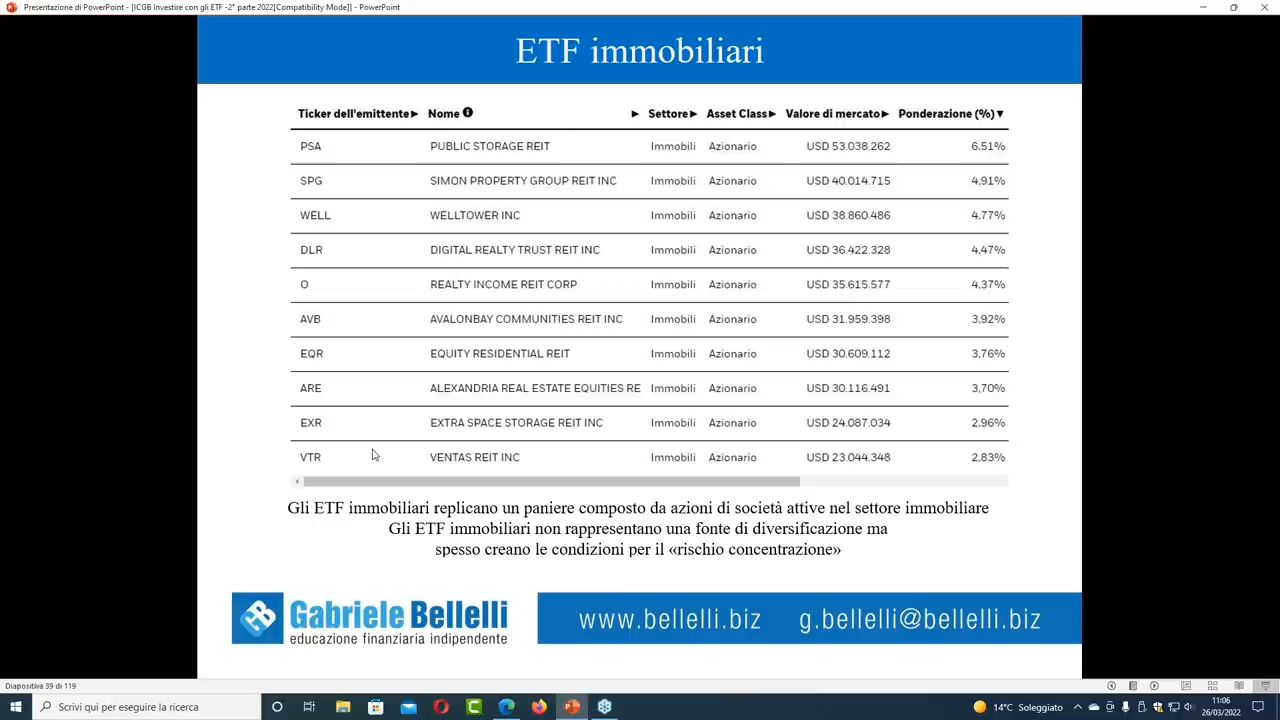 Presentazione di PowerPoint - [ICGB Investire con gli ETF -2° parte 2022[Compatibility Mode]] - PowerPoint
ETF immobiliari
Ticker dell'emittente▶ Nome ▶ Settore▶ Asset Class▶ Valore di mercato▶ Ponderazione (%)▼
PSA PUBLIC STORAGE REIT Immobili Azionario USD 53.038.262 6,51%
SPG SIMON PROPERTY GROUP REIT INC Immobili Azionario USD 40.014.715 4,91%
WELL WELLTOWER INC Immobili Azionario USD 38.860.486 4,77%
DLR DIGITAL REALTY TRUST REIT INC Immobili Azionario USD 36.422.328 4,47%
O REALTY INCOME REIT CORP Immobili Azionario USD 35.615.577 4,37%
AVB AVALONBAY COMMUNITIES REIT INC Immobili Azionario USD 31.959.398 3,92%
EQR EQUITY RESIDENTIAL REIT Immobili Azionario USD 30.609.112 3,76%
ARE ALEXANDRIA REAL ESTATE EQUITIES RE Immobili Azionario USD 30.116.491 3,70%
EXR EXTRA SPACE STORAGE REIT INC Immobili Azionario USD 24.087.034 2,96%
VTR VENTAS REIT INC Immobili Azionario USD 23.044.348 2,83%
Gli ETF immobiliari replicano un paniere composto da azioni di società attive nel settore immobiliare
Gli ETF immobiliari non rappresentano una fonte di diversificazione ma
spesso creano le condizioni per il «rischio concentrazione»
Gabriele Bellelli
educazione finanziaria indipendente
www.bellelli.biz g.bellelli@bellelli.biz
Diapositiva 39 di 119
Scrivi qui per eseguire la ricerca
14°C Soleggiato
11:06
26/03/2022